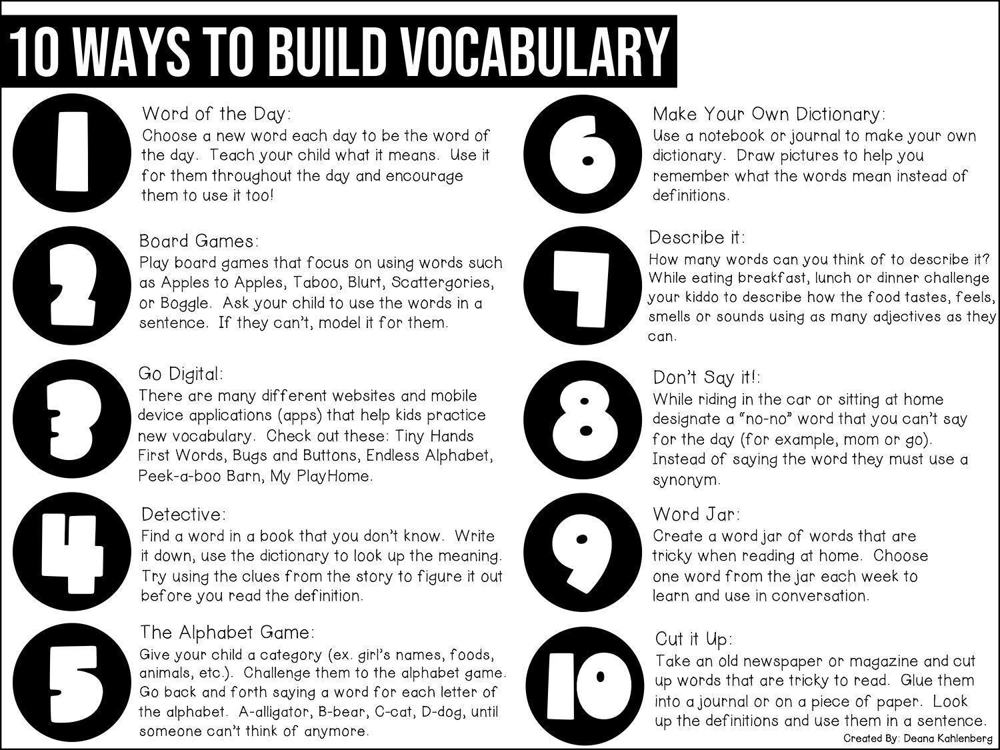 10 WAYS TO BUILD VOCABULARY
1
Word of the Day:
Choose a new word each day to be the word of
the day. Teach your child what it means. Use it
for them throughout the day and encourage
them to use it too!
2
Board Games:
Play board games that focus on using words such
as Apples to Apples, Taboo, Blurt, Scattergories,
or Boggle. Ask your child to use the words in a
sentence. If they can't, model it for them.
3
Go Digital:
There are many different websites and mobile
device applications (apps) that help kids practice
new vocabulary. Check out these: Tiny Hands
First Words, Bugs and Buttons, Endless Alphabet,
Peek-a-boo Barn, My PlayHome.
4
Detective:
Find a word in a book that you don't know. Write
it down, use the dictionary to look up the meaning.
Try using the clues from the story to figure it out
before you read the definition.
5
The Alphabet Game:
Give your child a category (ex. girl's names, foods,
animals, etc.). Challenge them to the alphabet game.
Go back and forth saying a word for each letter of
the alphabet. A-alligator, B-bear, C-cat, D-dog, until
someone can't think of anymore.
6
Make Your Own Dictionary:
Use a notebook or journal to make your own
dictionary. Draw pictures to help you
remember what the words mean instead of
definitions.
7
Describe it:
How many words can you think of to describe it?
While eating breakfast, lunch or dinner challenge
your kiddo to describe how the food tastes, feels,
smells or sounds using as many adjectives as they
can.
8
Don't Say it!:
While riding in the car or sitting at home
designate a "no-no" word that you can't say
for the day (for example, mom or go).
Instead of saying the word they must use a
synonym.
9
Word Jar:
Create a word jar of words that are
tricky when reading at home. Choose
one word from the jar each week to
learn and use in conversation.
10
Cut it Up:
Take an old newspaper or magazine and cut
up words that are tricky to read. Glue them
into a journal or on a piece of paper. Look
up the definitions and use them in a sentence.
Created By: Deana Kahlenberg